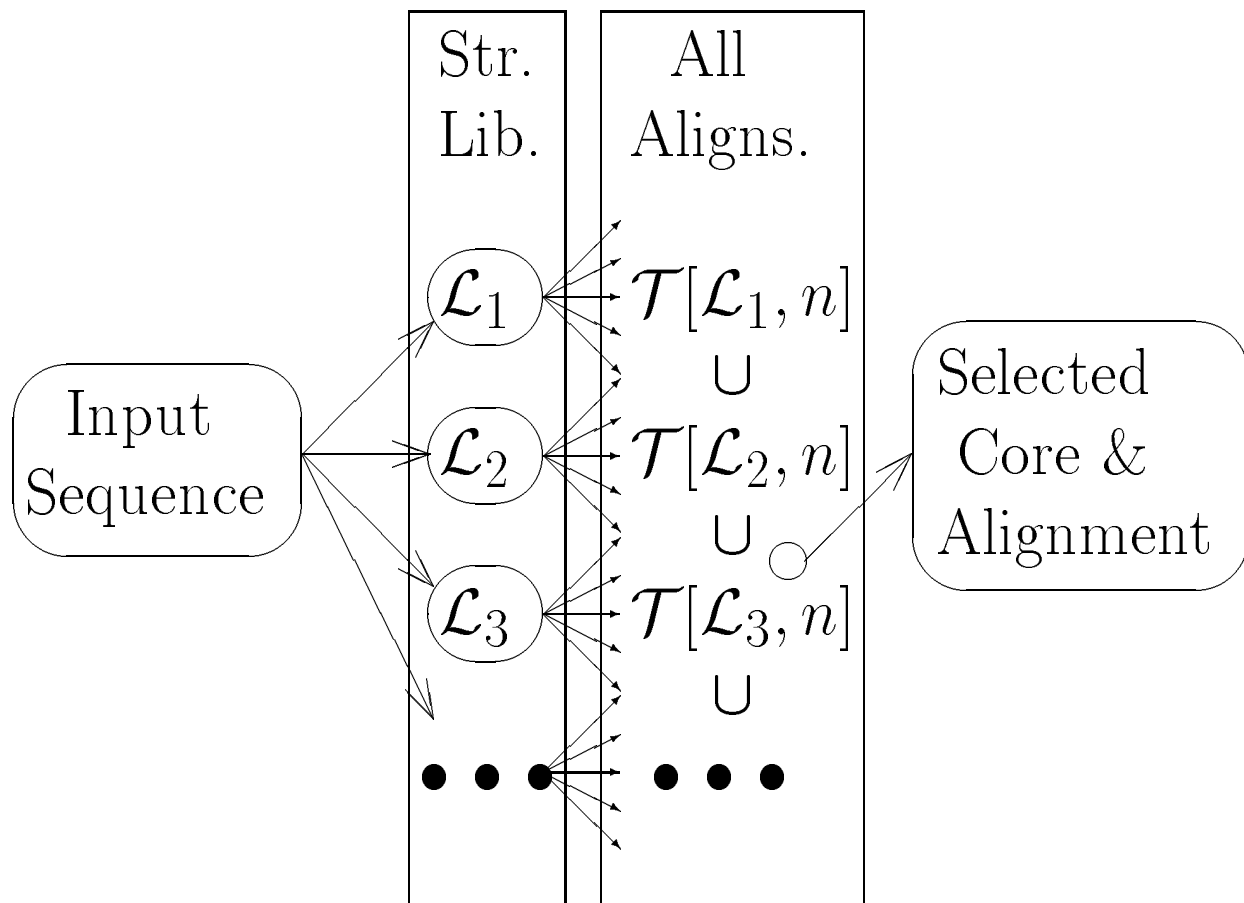 Str.
Lib.
All
Aligns.
Input
Sequence
ℒ₁
ℒ₂
ℒ₃
𝒯[ℒ₁, n]
∪
𝒯[ℒ₂, n]
∪
𝒯[ℒ₃, n]
∪
Selected
Core &
Alignment